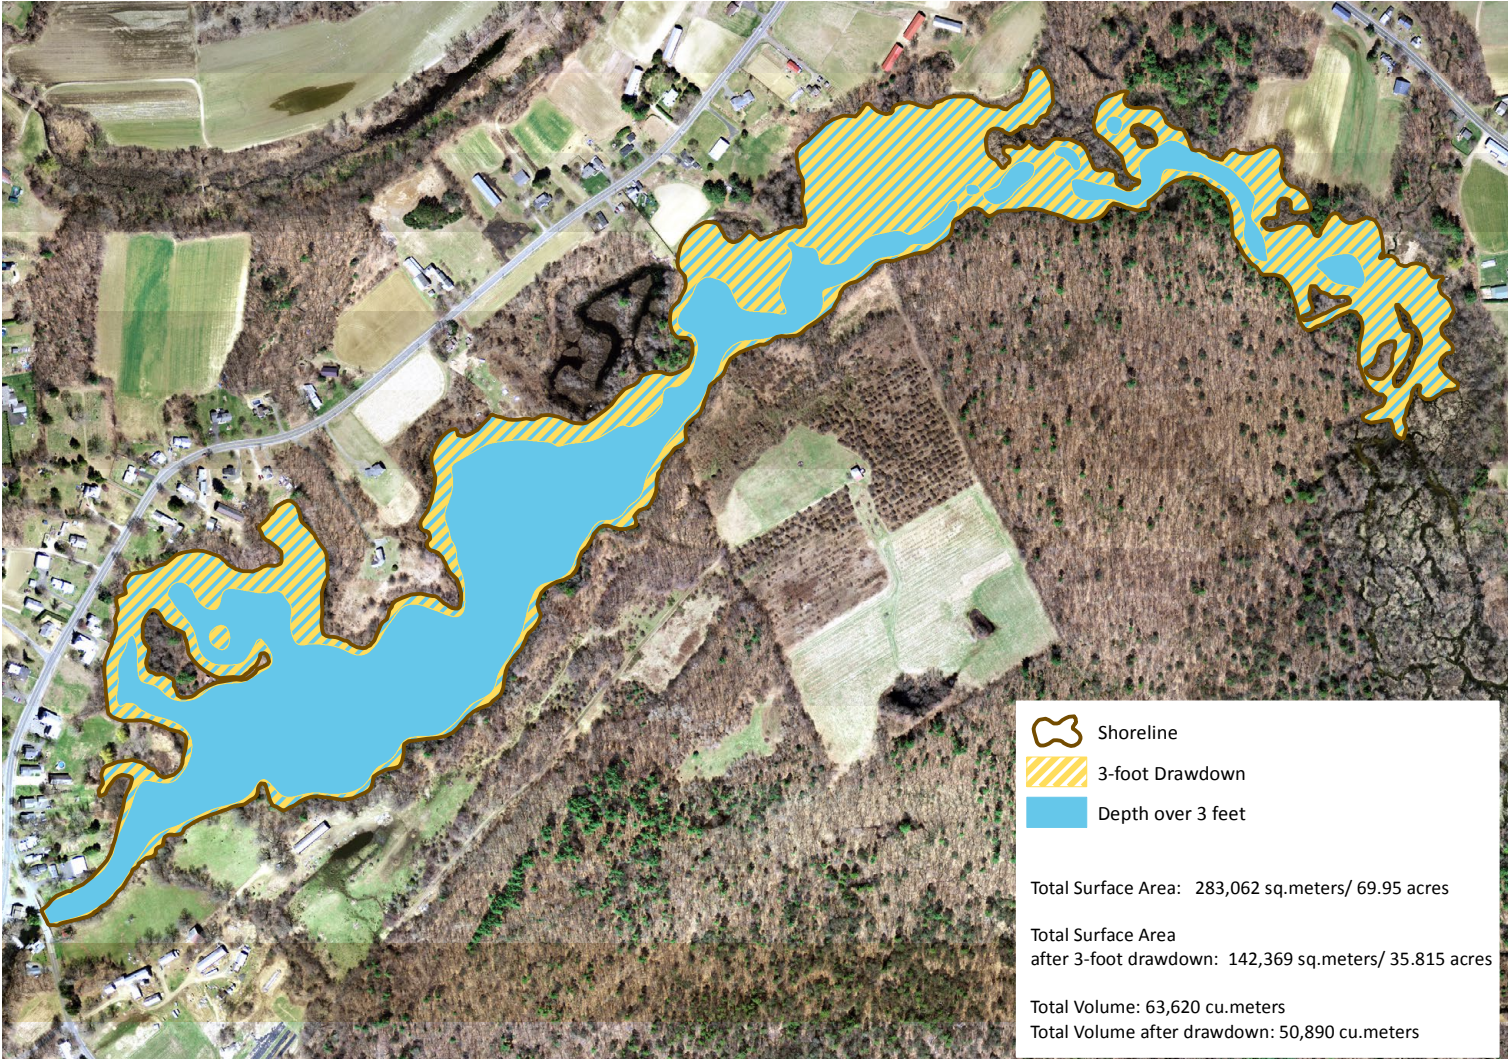 Shoreline
3-foot Drawdown
Depth over 3 feet
Total Surface Area: 283,062 sq.meters/ 69.95 acres
Total Surface Area
after 3-foot drawdown: 142,369 sq.meters/ 35.815 acres
Total Volume: 63,620 cu.meters
Total Volume after drawdown: 50,890 cu.meters